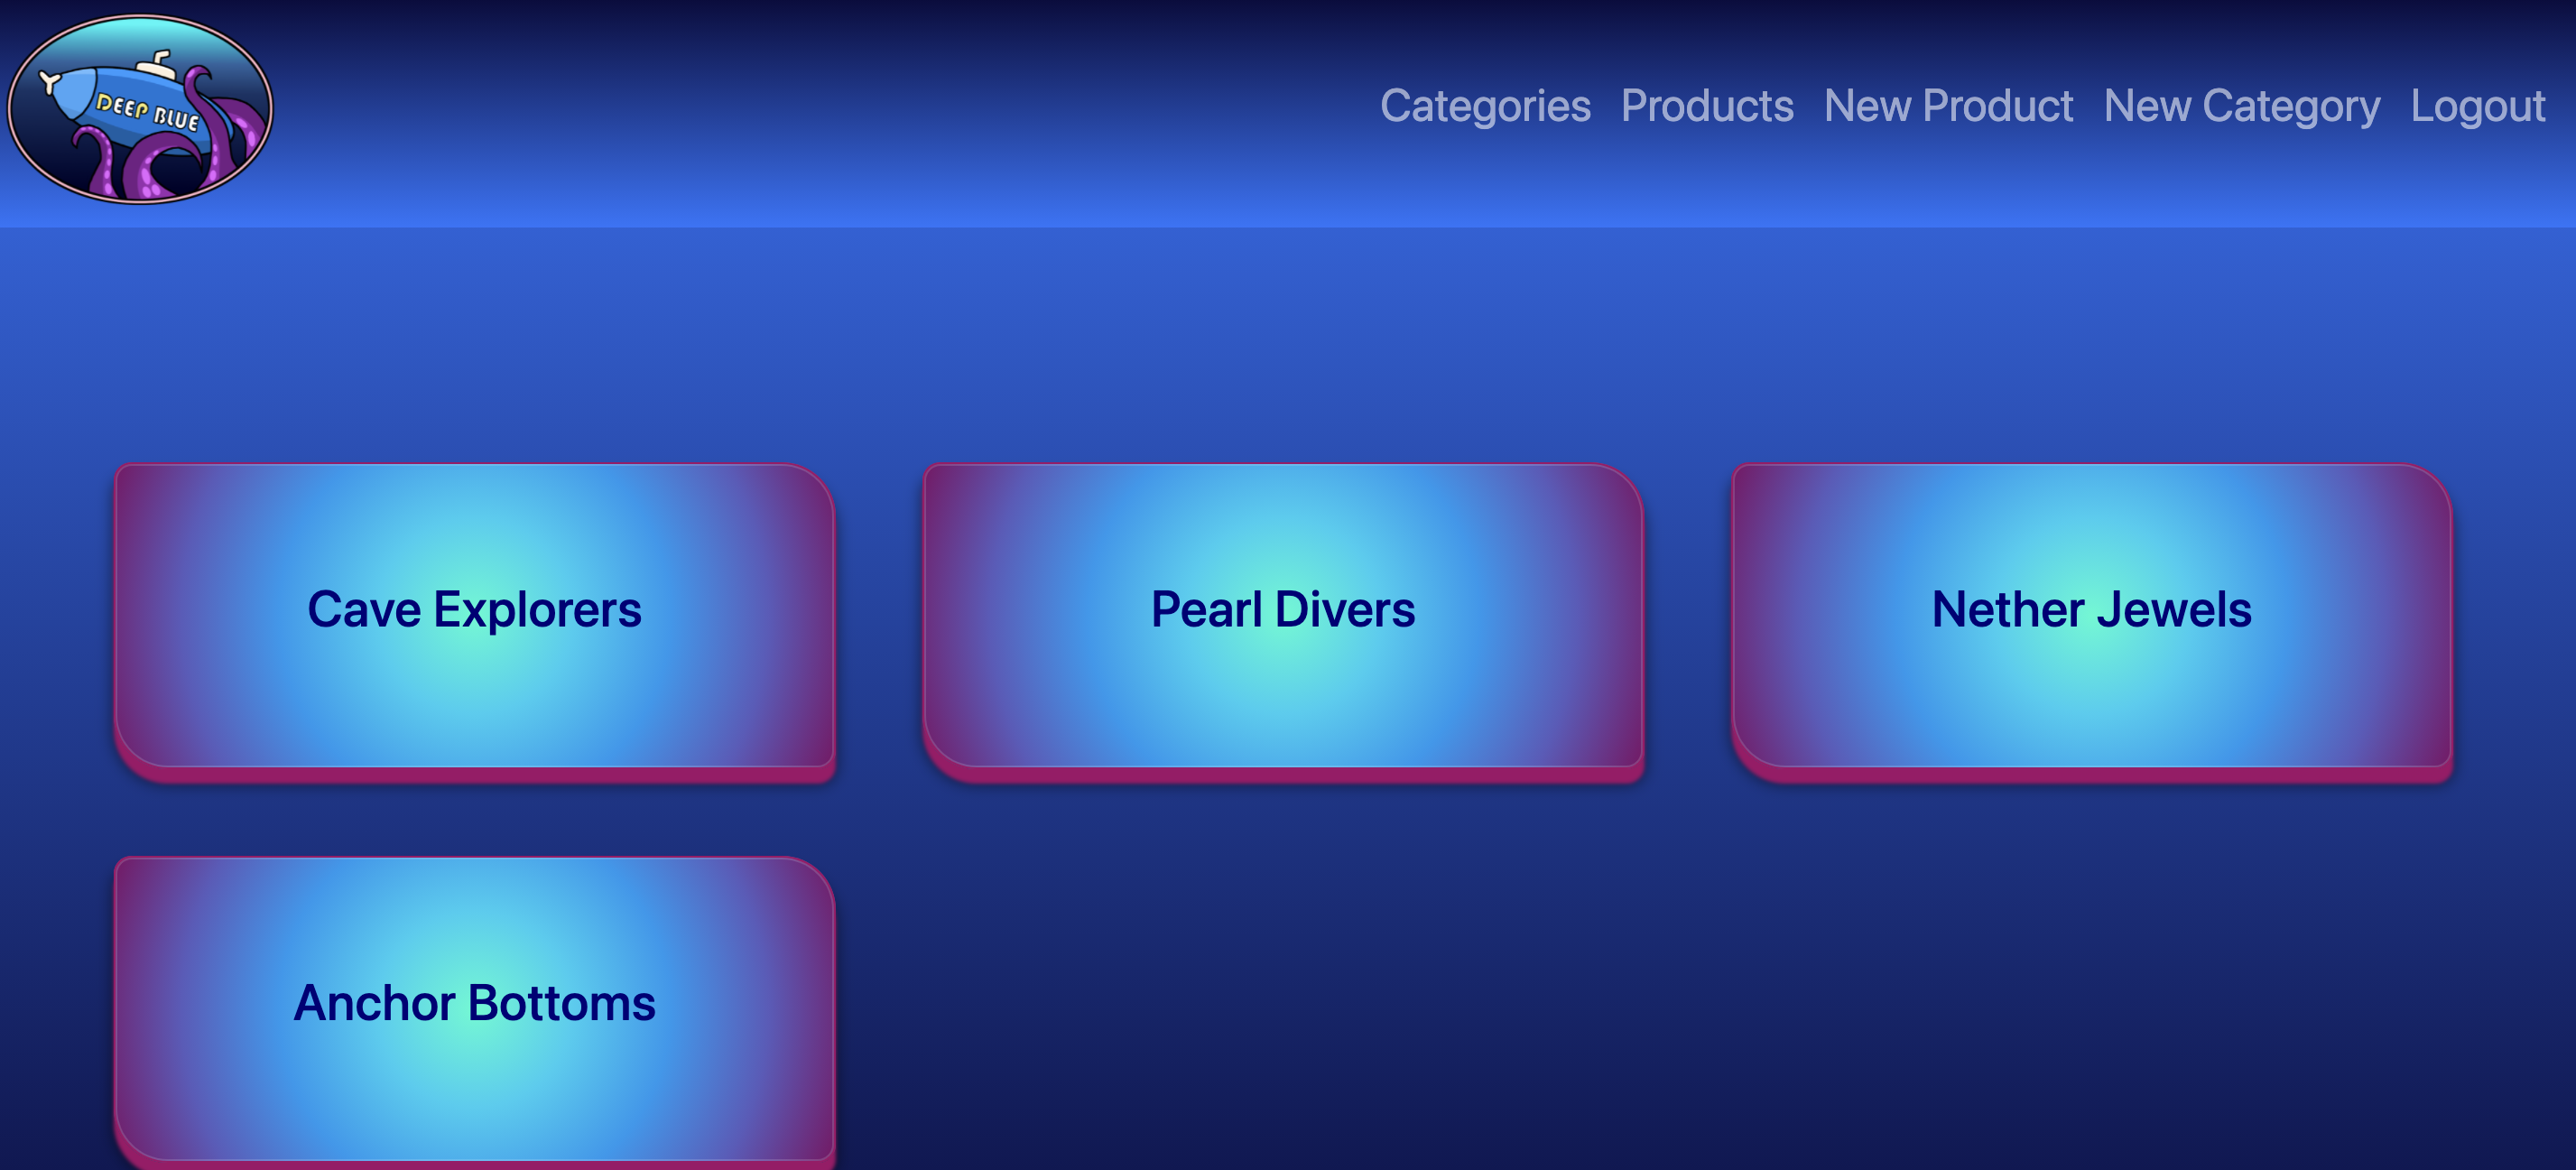 DEEP BLUE
Categories Products New Product New Category Logout
Cave Explorers
Pearl Divers
Nether Jewels
Anchor Bottoms